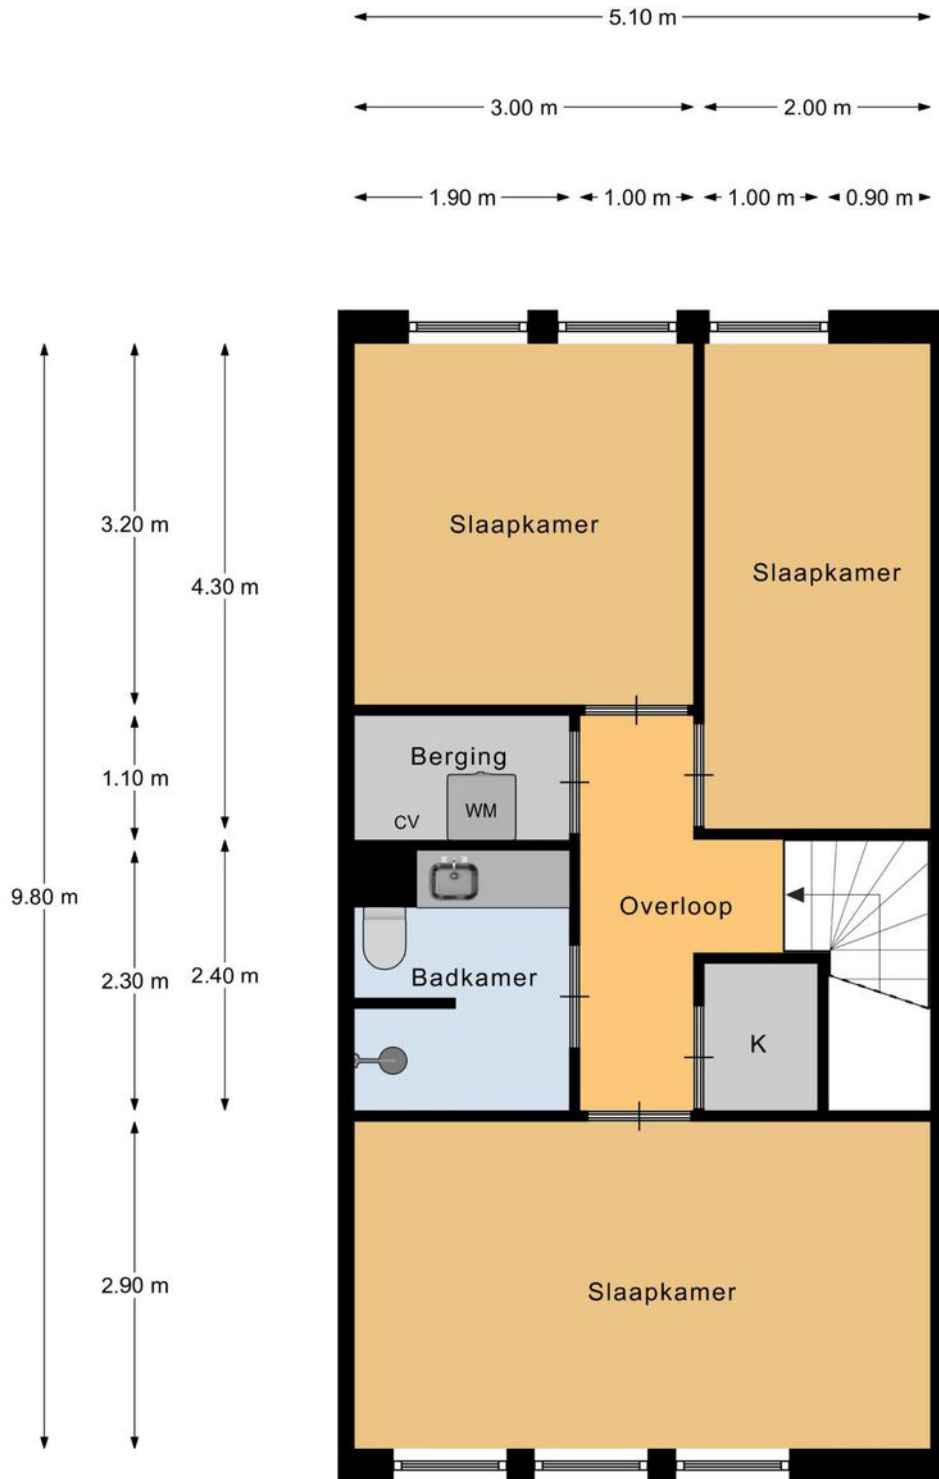 5.10 m
3.00 m
2.00 m
1.90 m
1.00 m
1.00 m
0.90 m
3.20 m
4.30 m
1.10 m
9.80 m
2.30 m
2.40 m
2.90 m
Slaapkamer
Slaapkamer
Berging
CV
WM
Overloop
Badkamer
K
Slaapkamer